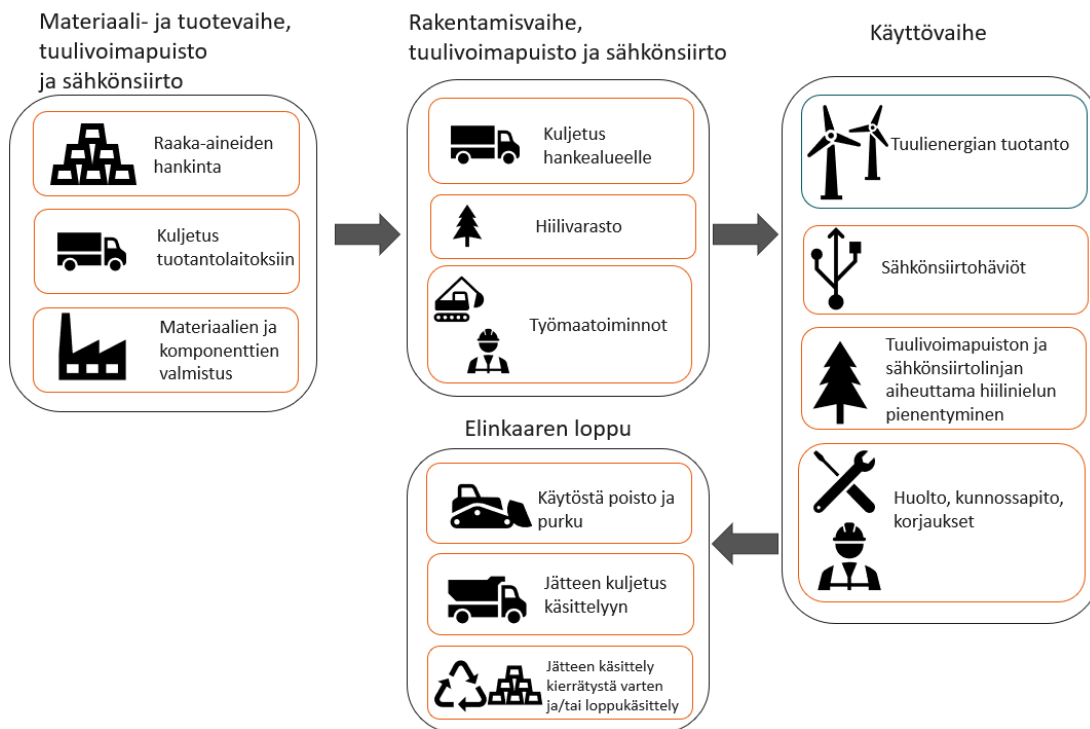 Materiaali- ja tuotevaihe,
tuulivoimapuisto
ja sähkönsiirto
Raaka-aineiden
hankinta
Kuljetus
tuotantolaitoksiin
Materiaalien ja
komponenttien
valmistus
Rakentamisvaihe,
tuulivoimapuisto ja sähkönsiirto
Kuljetus
hankealueelle
Hiilivarasto
Työmaatoiminnot
Käyttövaihe
Tuulienergian tuotanto
Sähkönsiirtohäviöt
Tuulivoimapuiston ja
sähkönsiirtolinjan
aiheuttama hiilinielun
pienentyminen
Huolto, kunnossapito,
korjaukset
Elinkaaren loppu
Käytöstä poisto ja
purku
Jätteen kuljetus
käsittelyyn
Jätteen käsittely
kierrätystä varten
ja/tai loppukäsittely